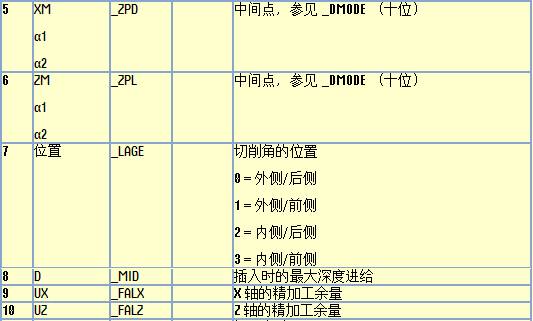 5 XM _ZPD 中间点，参见 _DMODE （十位）
α1
α2
6 ZM _ZPL 中间点，参见 _DMODE （十位）
α1
α2
7 位置 _LAGE 切削角的位置
0 = 外侧/后侧
1 = 外侧/前侧
2 = 内侧/后侧
3 = 内侧/前侧
8 D _MID 插入时的最大深度进给
9 UX _FALX X 轴的精加工余量
10 UZ _FALZ Z 轴的精加工余量